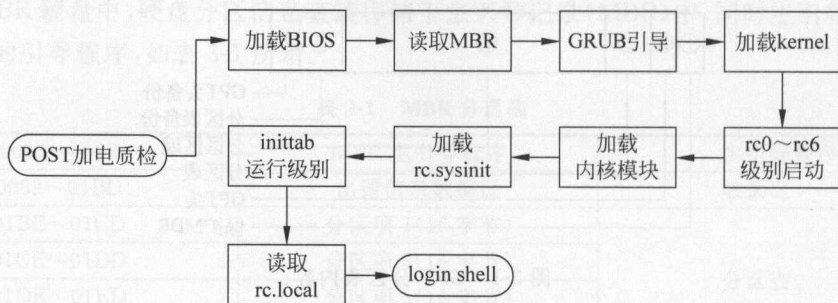 加载BIOS
读取MBR
GRUB引导
加载kernel
POST加电质检
inittab
运行级别
加载
rc.sysinit
加载
内核模块
rc0～rc6
级别启动
读取
rc.local
login shell